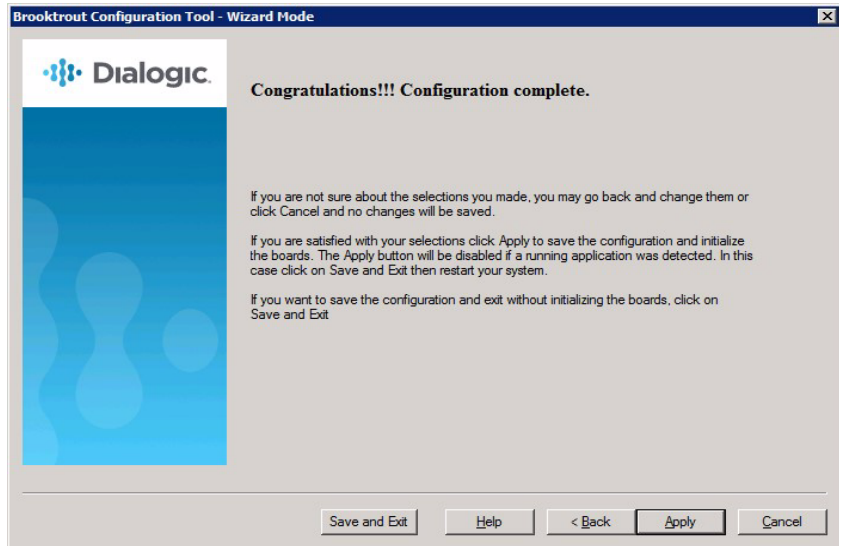 Brooktrout Configuration Tool - Wizard Mode
Dialogic.
Congratulations!!! Configuration complete.
If you are not sure about the selections you made, you may go back and change them or
click Cancel and no changes will be saved.
If you are satisfied with your selections click Apply to save the configuration and initialize
the boards. The Apply button will be disabled if a running application was detected. In this
case click on Save and Exit then restart your system.
If you want to save the configuration and exit without initializing the boards, click on
Save and Exit
Save and Exit Help < Back Apply Cancel